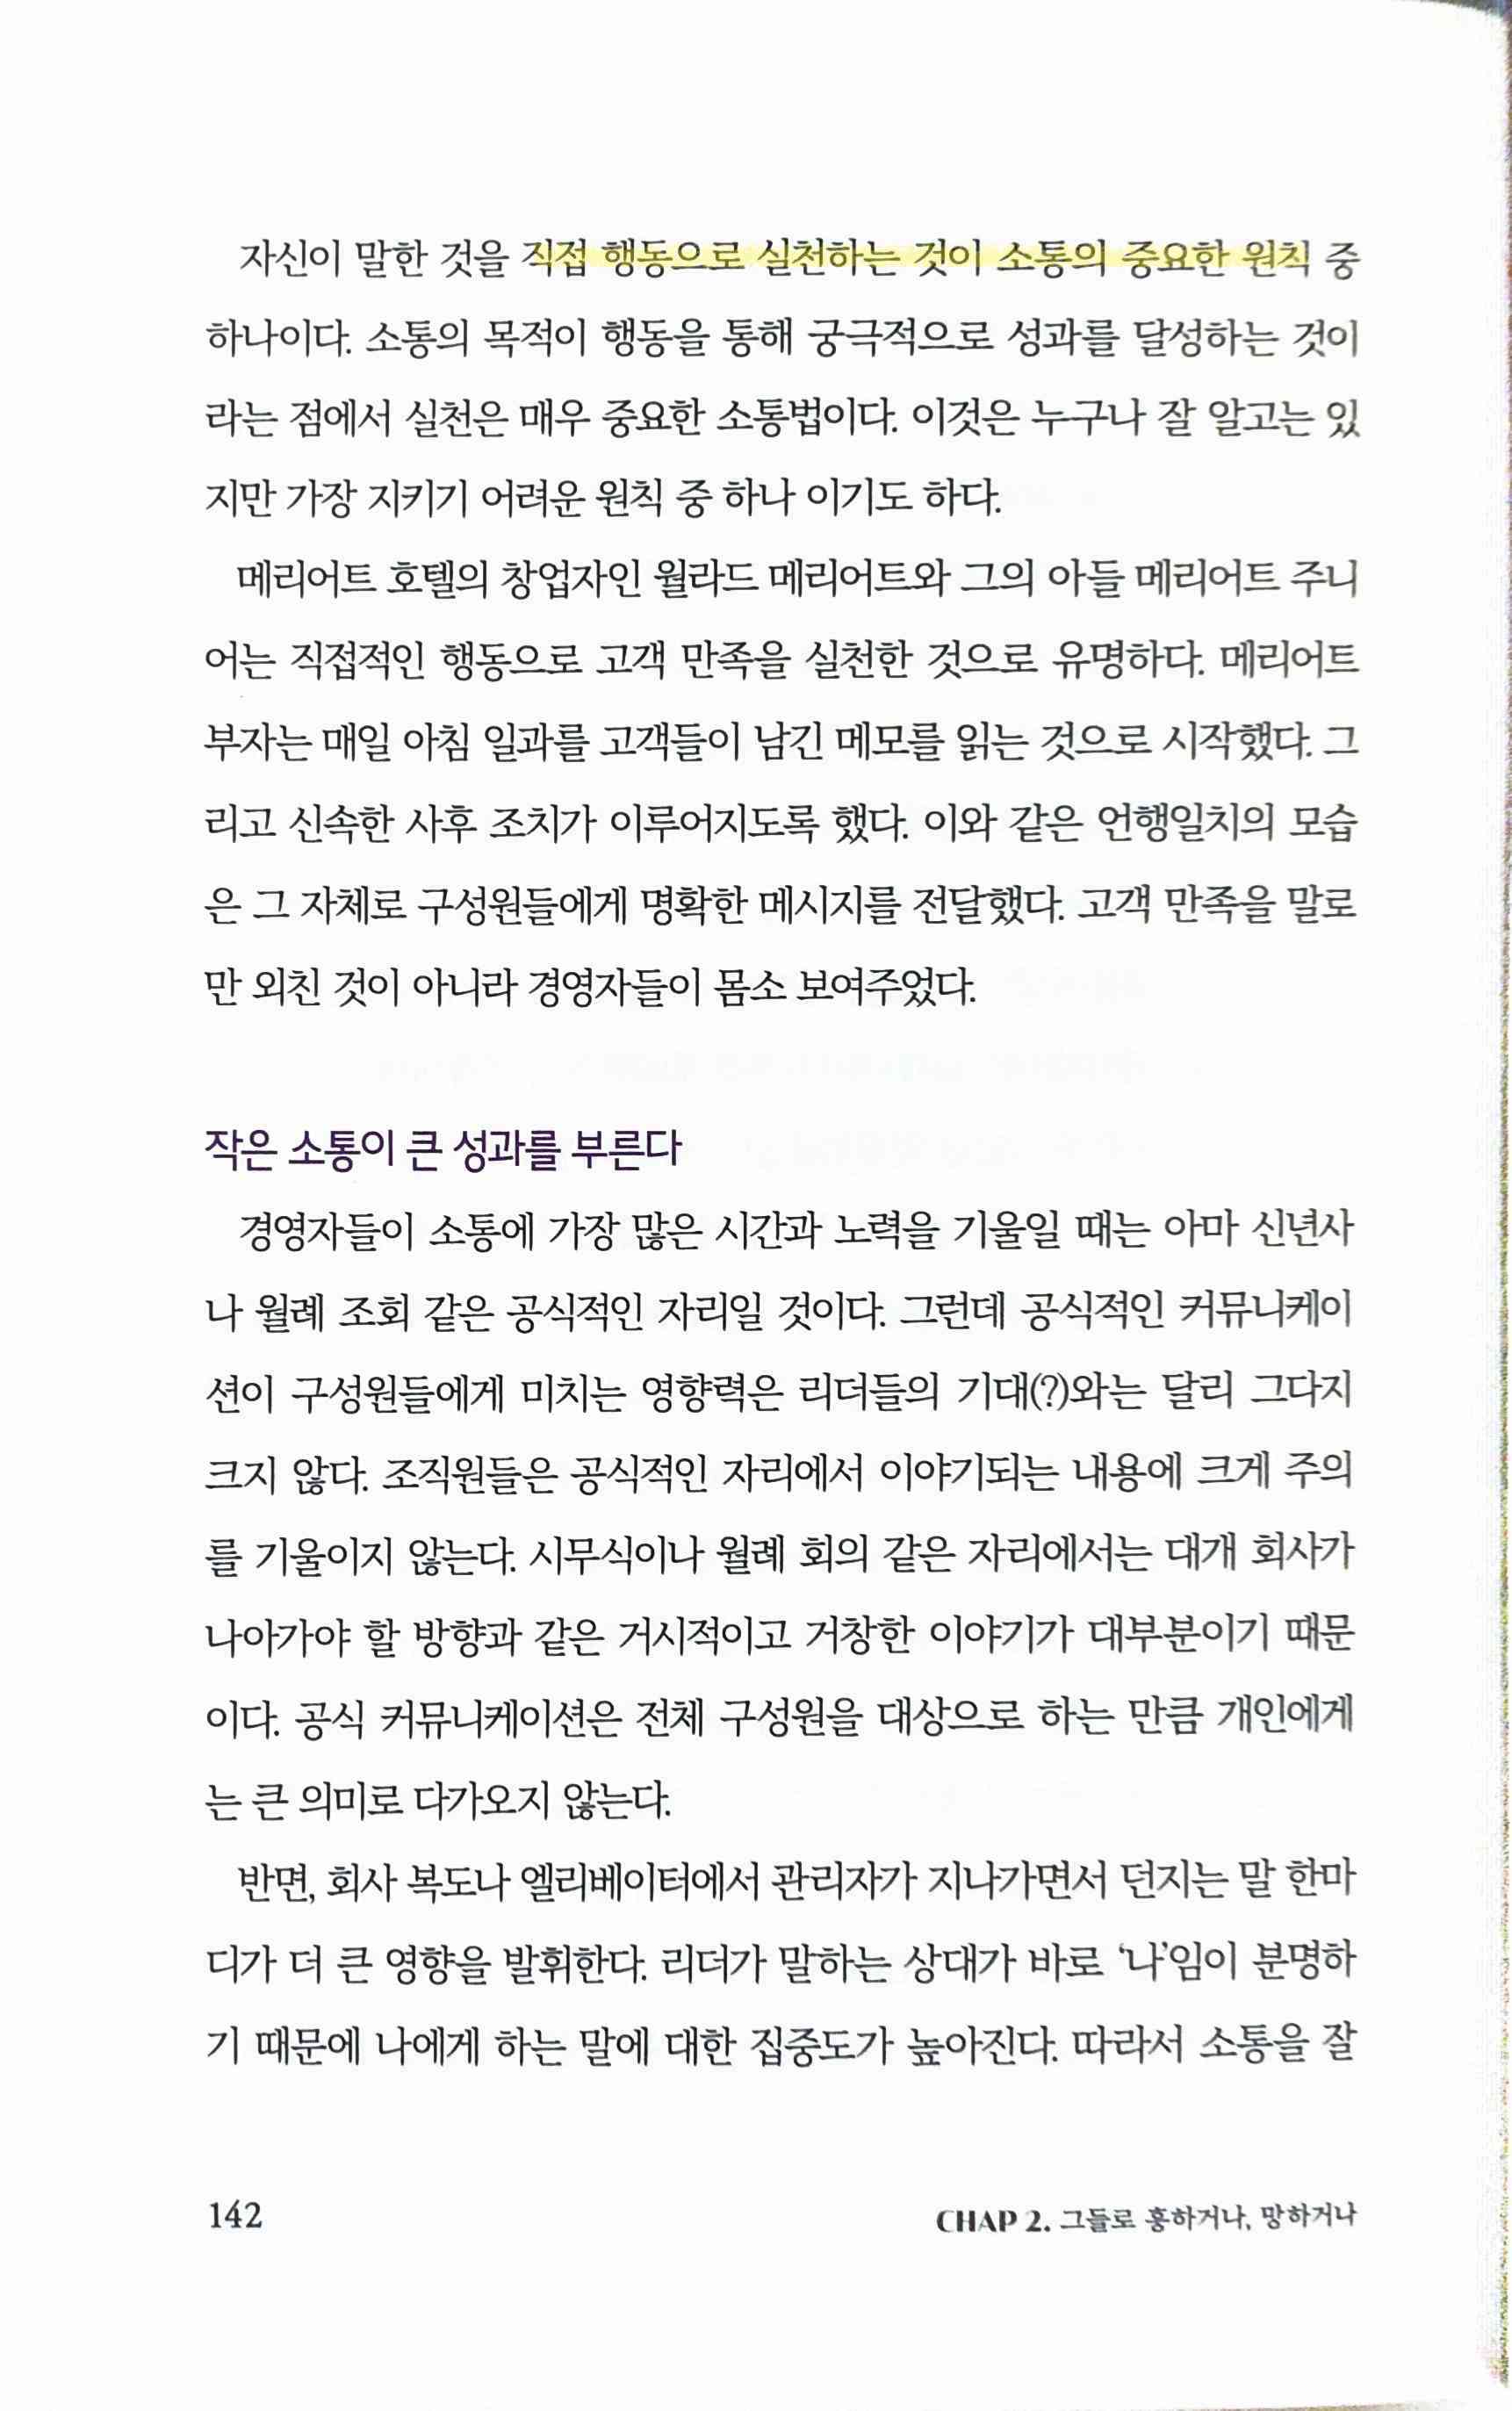 자신이 말한 것을 직접 행동으로 실천하는 것이 소통의 중요한 원칙 중
하나이다. 소통의 목적이 행동을 통해 궁극적으로 성과를 달성하는 것이
라는 점에서 실천은 매우 중요한 소통법이다. 이것은 누구나 잘 알고는 있
지만 가장 지키기 어려운 원칙 중 하나 이기도 하다.
메리어트 호텔의 창업자인 월라드 메리어트와 그의 아들 메리어트 주니
어는 직접적인 행동으로 고객 만족을 실천한 것으로 유명하다. 메리어트
부자는 매일 아침 일과를 고객들이 남긴 메모를 읽는 것으로 시작했다. 그
리고 신속한 사후 조치가 이루어지도록 했다. 이와 같은 언행일치의 모습
은 그 자체로 구성원들에게 명확한 메시지를 전달했다. 고객 만족을 말로
만 외친 것이 아니라 경영자들이 몸소 보여주었다.
작은 소통이 큰 성과를 부른다
경영자들이 소통에 가장 많은 시간과 노력을 기울일 때는 아마 신년사
나 월례 조회 같은 공식적인 자리일 것이다. 그런데 공식적인 커뮤니케이
션이 구성원들에게 미치는 영향력은 리더들의 기대(?)와는 달리 그다지
크지 않다. 조직원들은 공식적인 자리에서 이야기되는 내용에 크게 주의
를 기울이지 않는다. 시무식이나 월례 회의 같은 자리에서는 대개 회사가
나아가야 할 방향과 같은 거시적이고 거창한 이야기가 대부분이기 때문
이다. 공식 커뮤니케이션은 전체 구성원을 대상으로 하는 만큼 개인에게
는 큰 의미로 다가오지 않는다.
반면, 회사 복도나 엘리베이터에서 관리자가 지나가면서 던지는 말 한마
디가 더 큰 영향을 발휘한다. 리더가 말하는 상대가 바로 ‘나’임이 분명하
기 때문에 나에게 하는 말에 대한 집중도가 높아진다. 따라서 소통을 잘
142
CHAP 2. 그들로 흥하거나, 망하거나